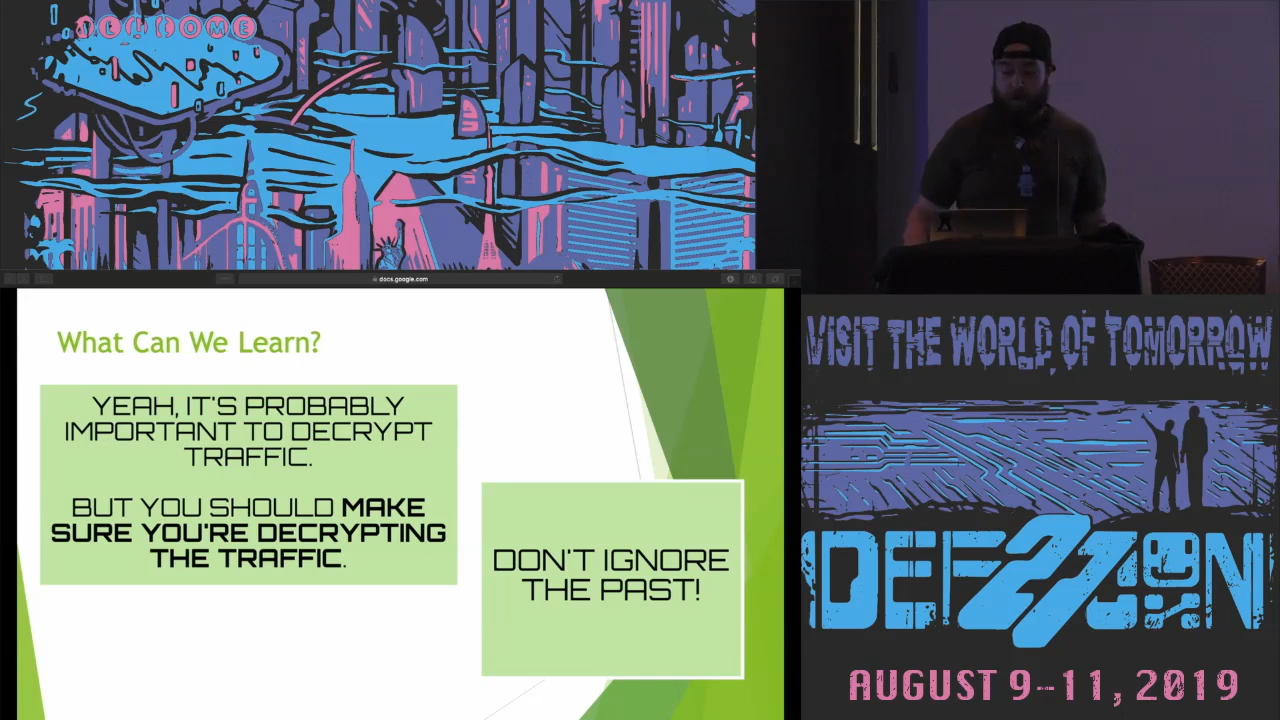 WELCOME
docs.google.com
What Can We Learn?
YEAH, IT'S PROBABLY
IMPORTANT TO DECRYPT
TRAFFIC.
BUT YOU SHOULD MAKE
SURE YOU'RE DECRYPTING
THE TRAFFIC.
DON'T IGNORE
THE PAST!
VISIT THE WORLD OF TOMORROW
DEF27CON
AUGUST 9-11, 2019